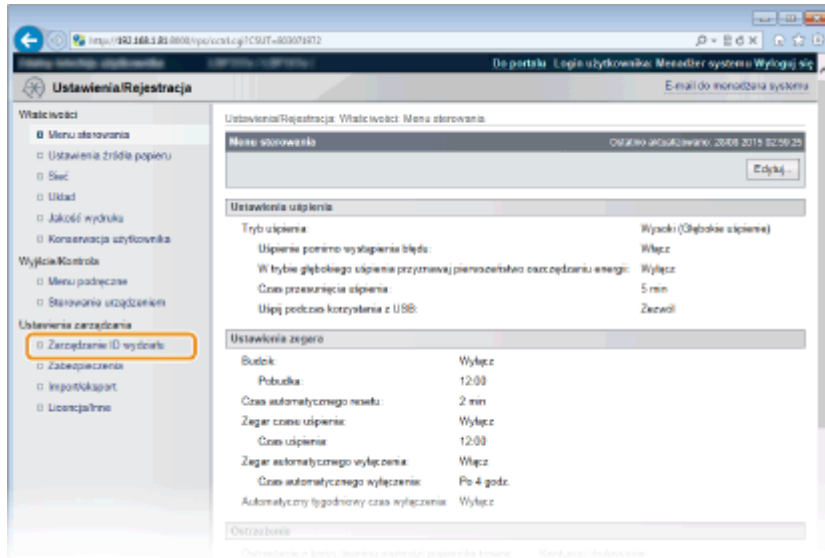 Do portalu Login użytkownika: Menedżer systemu Wyloguj się
Ustawienia/Rejestracja
E-mail do menadżera systemu
Właściwości
Menu sterowania
Ustawienia źródła papieru
Sieć
Układ
Jakość wydruku
Konserwacja użytkownika
Wyjście/Kontrola
Menu podręczne
Sterowanie urządzeniem
Ustawienia zarządzania
Zarządzanie ID wydziału
Zabezpieczenia
Import/eksport
Licencja/Inne
Ustawienia/Rejestracja: Właściwości: Menu sterowania
Menu sterowania
Ostatnio aktualizowano: 28/08 2015 02:59:25
Edytuj...
Ustawienia uśpienia
Tryb uśpienia: Wysoki (Głębokie uśpienie)
Uśpienie pomimo wystąpienia błędu: Włącz
W trybie głębokiego uśpienia przyznawaj pierwszeństwo oszczędzaniu energii: Wyłącz
Czas przesunięcia uśpienia: 5 min
Uśpij podczas korzystania z USB: Zezwól
Ustawienia zegara
Budzik: Wyłącz
Pobudka: 12:00
Czas automatycznego resetu: 2 min
Zegar czasu uśpienia: Wyłącz
Czas uśpienia: 12:00
Zegar automatycznego wyłączenia: Włącz
Czas automatycznego wyłączenia: Po 4 godz.
Automatyczny tygodniowy czas wyłączenia: Wyłącz
Ostrzeżenie